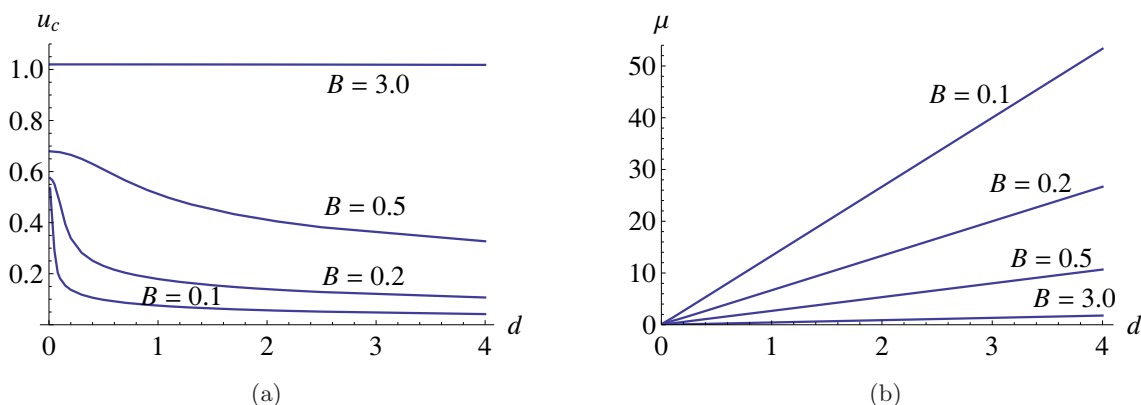 u_c
1.0
B = 3.0
0.8
0.6
B = 0.5
0.4
B = 0.2
0.2
B = 0.1
0 1 2 3 4 d
(a)
μ
50
B = 0.1
40
30
B = 0.2
20
B = 0.5
10
B = 3.0
0
0 1 2 3 4 d
(b)